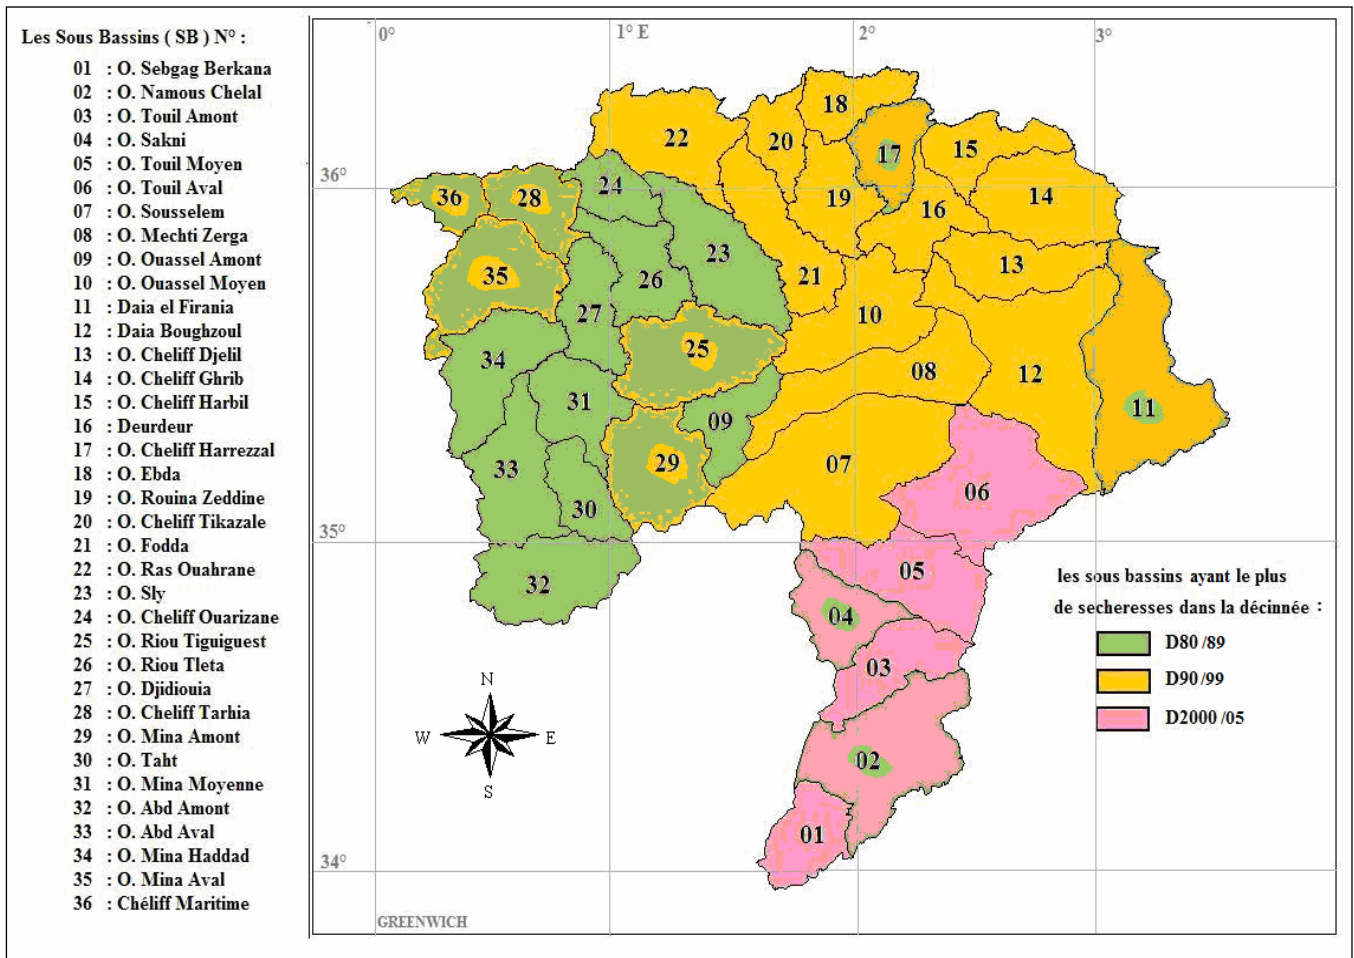 Les Sous Bassins ( SB ) N° :
01 : O. Sebgag Berkana
02 : O. Namous Chelal
03 : O. Touil Amont
04 : O. Sakni
05 : O. Touil Moyen
06 : O. Touil Aval
07 : O. Sousselem
08 : O. Mechti Zerga
09 : O. Ouassel Amont
10 : O. Ouassel Moyen
11 : Daia el Firania
12 : Daia Boughzoul
13 : O. Cheliff Djelil
14 : O. Cheliff Ghrib
15 : O. Cheliff Harbil
16 : Deurdeur
17 : O. Cheliff Harrezzal
18 : O. Ebda
19 : O. Rouina Zeddine
20 : O. Cheliff Tikazale
21 : O. Fodda
22 : O. Ras Ouahrane
23 : O. Sly
24 : O. Cheliff Ouarizane
25 : O. Riou Tiguiguest
26 : O. Riou Tleta
27 : O. Djidiouia
28 : O. Cheliff Tarhia
29 : O. Mina Amont
30 : O. Taht
31 : O. Mina Moyenne
32 : O. Abd Amont
33 : O. Abd Aval
34 : O. Mina Haddad
35 : O. Mina Aval
36 : Chéliff Maritime
0° 1° E 2° 3°
18
22 20 17 15
36°
36 28 24 19 16 14
23
35 26 21 13
27 10
34 25 08 12
31 09 11
33 29 07 06
30
35°
32 05
04
03
02
01
34°
GREENWICH
N
W E
S
les sous bassins ayant le plus
de secheresses dans la décinnée :
D80/89
D90/99
D2000/05